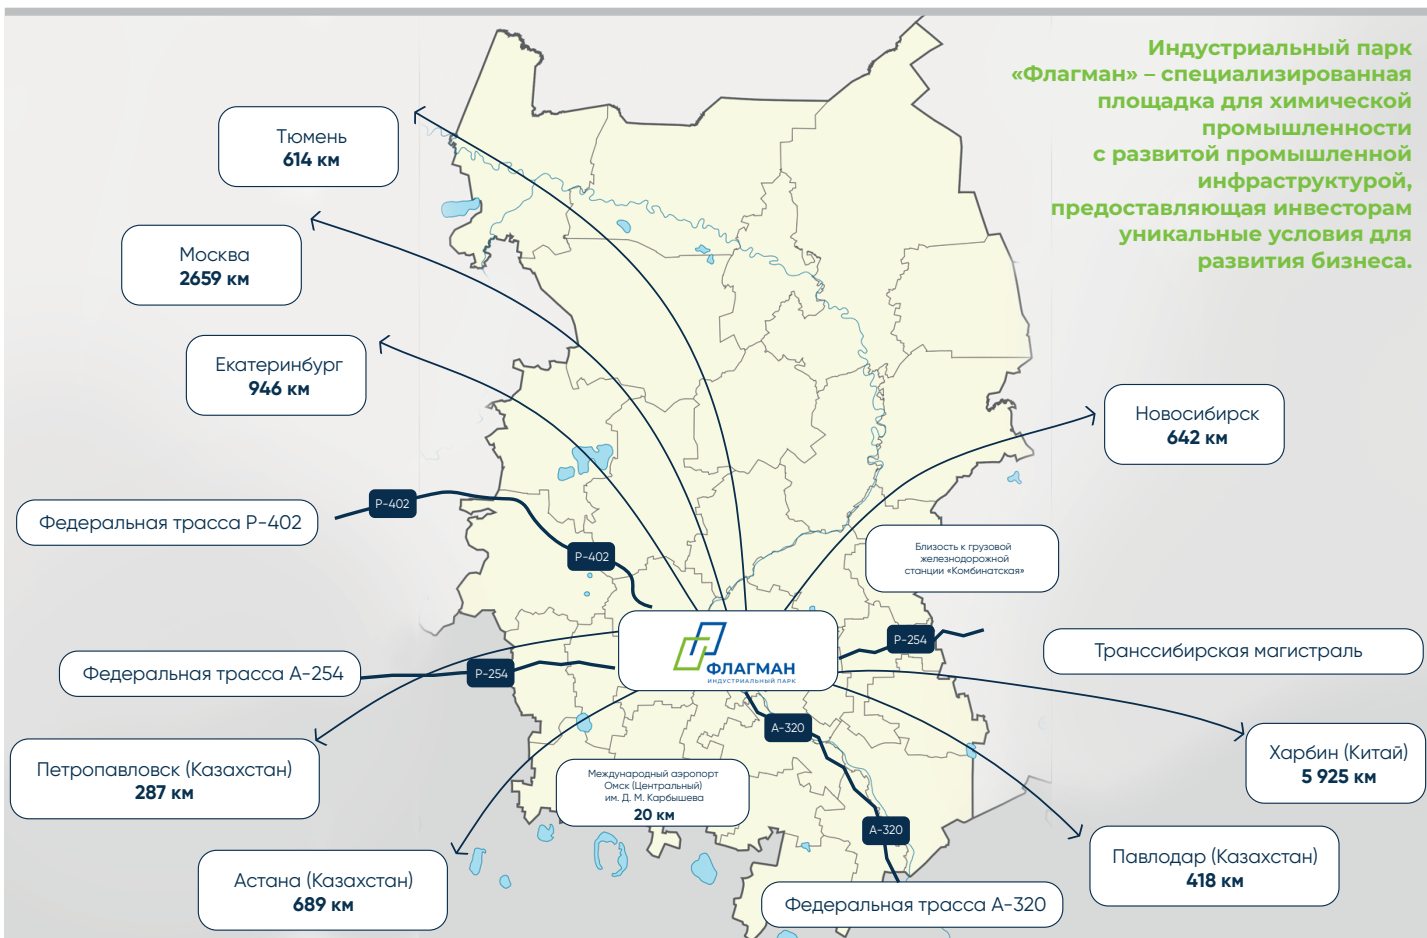 Индустриальный парк
«Флагман» – специализированная
площадка для химической
промышленности
с развитой промышленной
инфраструктурой,
предоставляющая инвесторам
уникальные условия для
развития бизнеса.
Тюмень
614 км
Москва
2659 км
Екатеринбург
946 км
Новосибирск
642 км
Федеральная трасса Р-402
Р-402
Р-402
Близость к грузовой
железнодорожной
станции «Комбинатская»
ФЛАГМАН
ИНДУСТРИАЛЬНЫЙ ПАРК
Р-254
Транссибирская магистраль
Федеральная трасса А-254
Р-254
А-320
Петропавловск (Казахстан)
287 км
Международный аэропорт
Омск (Центральный)
им. Д. М. Карбышева
20 км
Харбин (Китай)
5 925 км
А-320
Астана (Казахстан)
689 км
Павлодар (Казахстан)
418 км
Федеральная трасса А-320